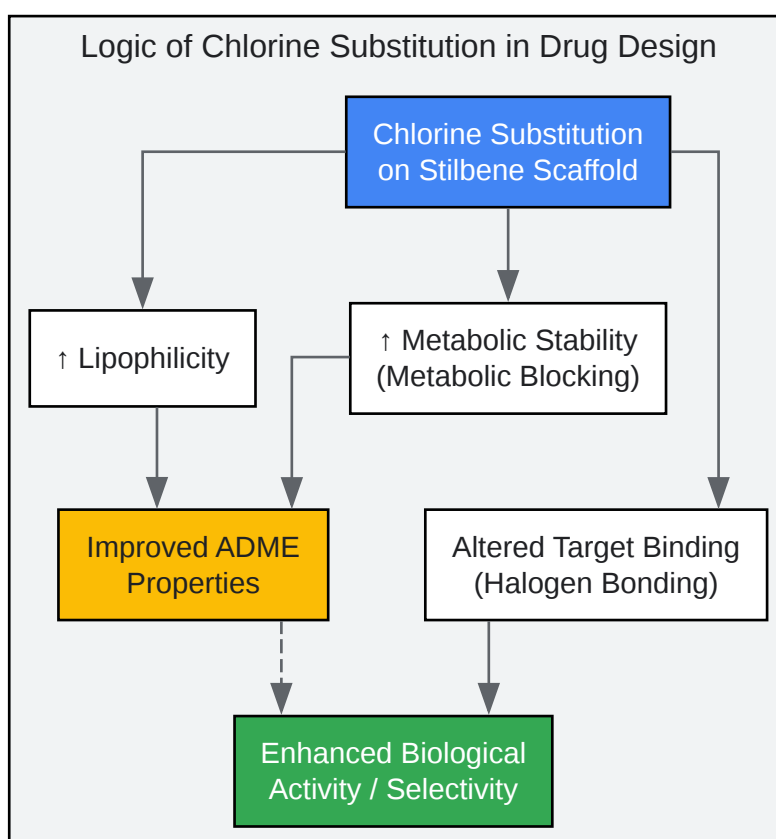 Logic of Chlorine Substitution in Drug Design
Chlorine Substitution
on Stilbene Scaffold
↑ Lipophilicity
↑ Metabolic Stability
(Metabolic Blocking)
Improved ADME
Properties
Altered Target Binding
(Halogen Bonding)
Enhanced Biological
Activity / Selectivity